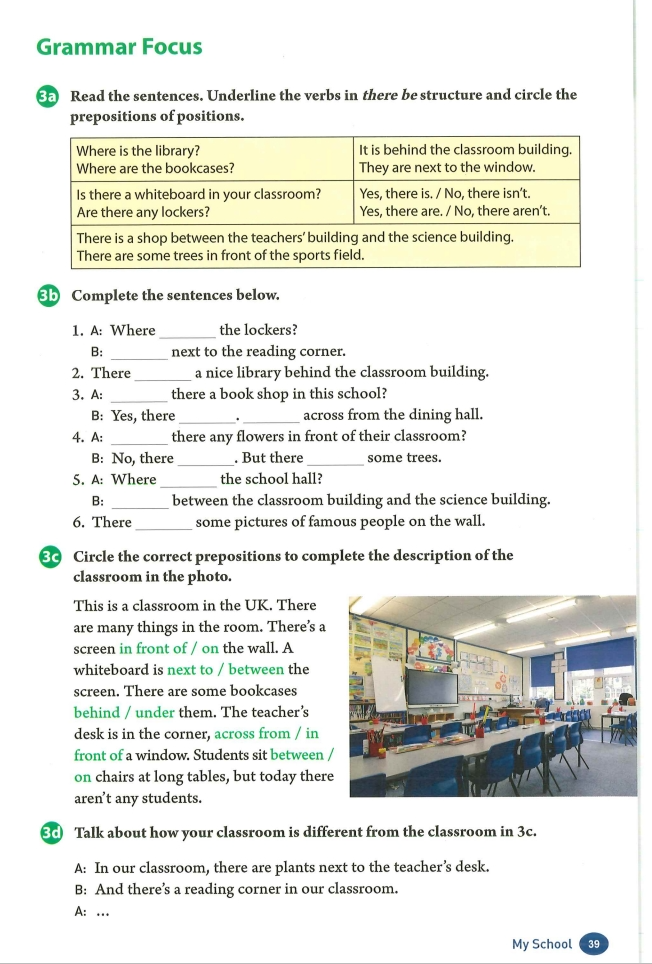 Grammar Focus
3a Read the sentences. Underline the verbs in there be structure and circle the
prepositions of positions.
Where is the library? It is behind the classroom building.
Where are the bookcases? They are next to the window.
Is there a whiteboard in your classroom? Yes, there is. / No, there isn't.
Are there any lockers? Yes, there are. / No, there aren't.
There is a shop between the teachers' building and the science building.
There are some trees in front of the sports field.
3b Complete the sentences below.
1. A: Where ________ the lockers?
B: ________ next to the reading corner.
2. There ________ a nice library behind the classroom building.
3. A: ________ there a book shop in this school?
B: Yes, there ________. ________ across from the dining hall.
4. A: ________ there any flowers in front of their classroom?
B: No, there ________. But there ________ some trees.
5. A: Where ________ the school hall?
B: ________ between the classroom building and the science building.
6. There ________ some pictures of famous people on the wall.
3c Circle the correct prepositions to complete the description of the
classroom in the photo.
This is a classroom in the UK. There
are many things in the room. There's a
screen in front of / on the wall. A
whiteboard is next to / between the
screen. There are some bookcases
behind / under them. The teacher's
desk is in the corner, across from / in
front of a window. Students sit between /
on chairs at long tables, but today there
aren't any students.
3d Talk about how your classroom is different from the classroom in 3c.
A: In our classroom, there are plants next to the teacher's desk.
B: And there's a reading corner in our classroom.
A: ...
My School 39